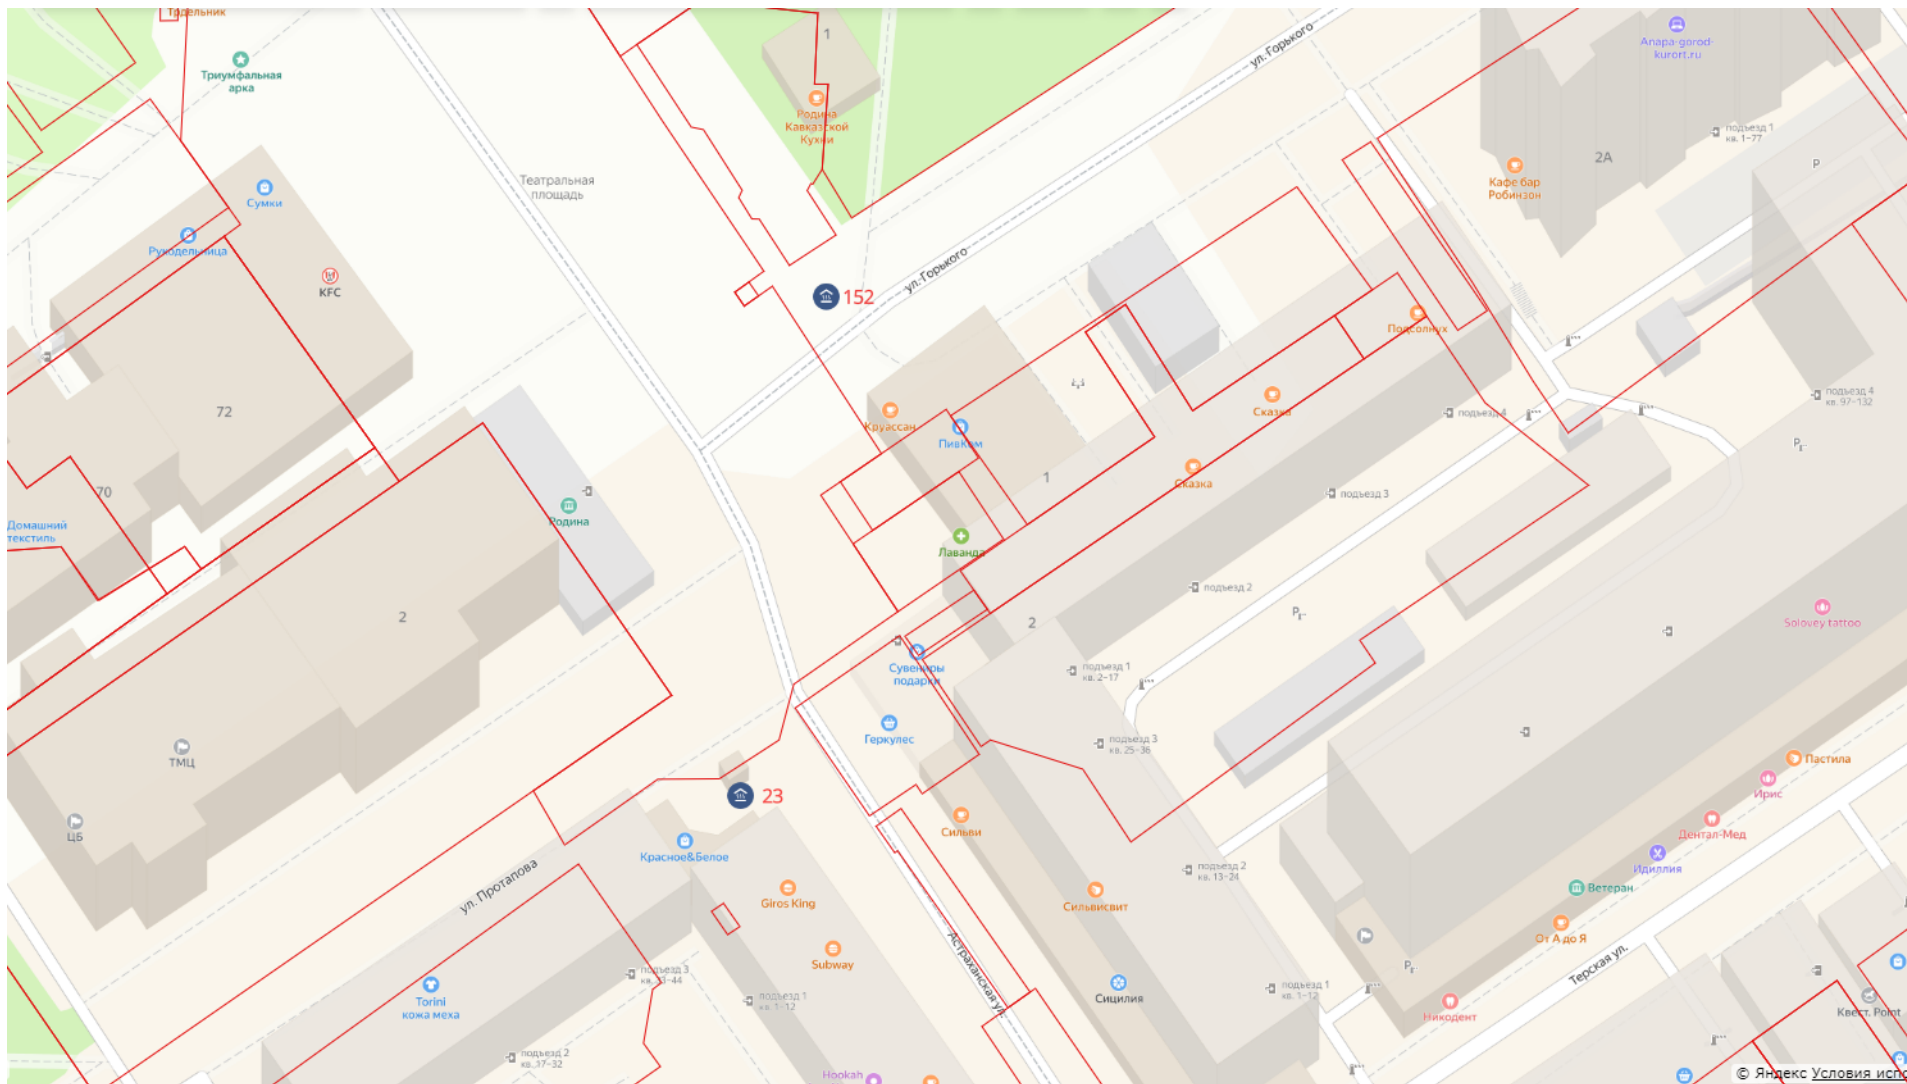 Трдельник
1
ул. Горького
Anapa-gorod-
kurort.ru
Триумфальная
арка
Родина
Кавказской
Кухни
подъезд 1
кв. 1-77
2А
P
Театральная
площадь
Кафе бар
Робинзон
Сумки
Рукодельница
KFC
ул. Горького
152
Подсолнух
72
Круассан
ПивКом
Сказка
подъезд 4
подъезд 4
кв. 97-132
P
1
Сказка
70
подъезд 3
Домашний
текстиль
Родина
Лаванда
подъезд 2
2
2
P
Solovey tattoo
Сувениры
подарки
подъезд 1
кв. 2-17
Геркулес
подъезд 3
кв. 25-36
ТМЦ
Пастила
23
Ирис
ЦБ
Сильви
Дентал-Мед
Красное&Белое
ул. Протапова
подъезд 2
кв. 13-24
Идиллия
Giros King
Сильвисвит
Ветеран
От А до Я
Subway
Астраханская ул.
P
Терская ул.
подъезд 3
кв. 33-44
Torini
кожа меха
подъезд 1
кв. 1-12
Сицилия
подъезд 1
кв. 1-12
Никодент
Квест. Point
подъезд 2
кв. 17-32
Hookah
© Яндекс Условия испо